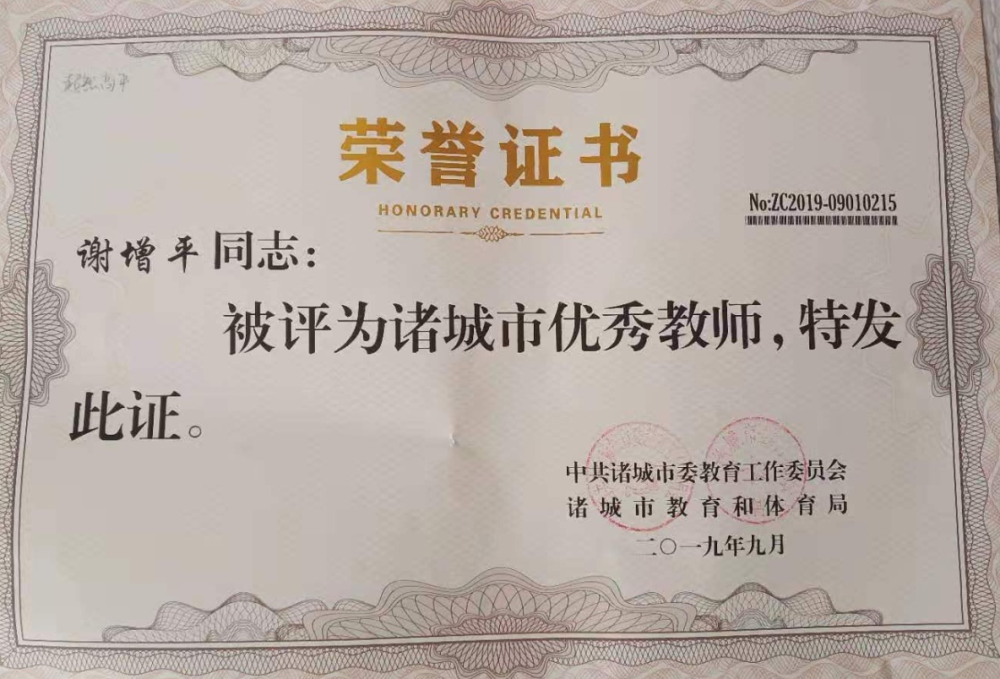 荣誉证书
HONORARY CREDENTIAL
No:ZC2019-09010215
谢增平同志：
被评为诸城市优秀教师，特发
此证。
中共诸城市委教育工作委员会
诸城市教育和体育局
二〇一九年九月